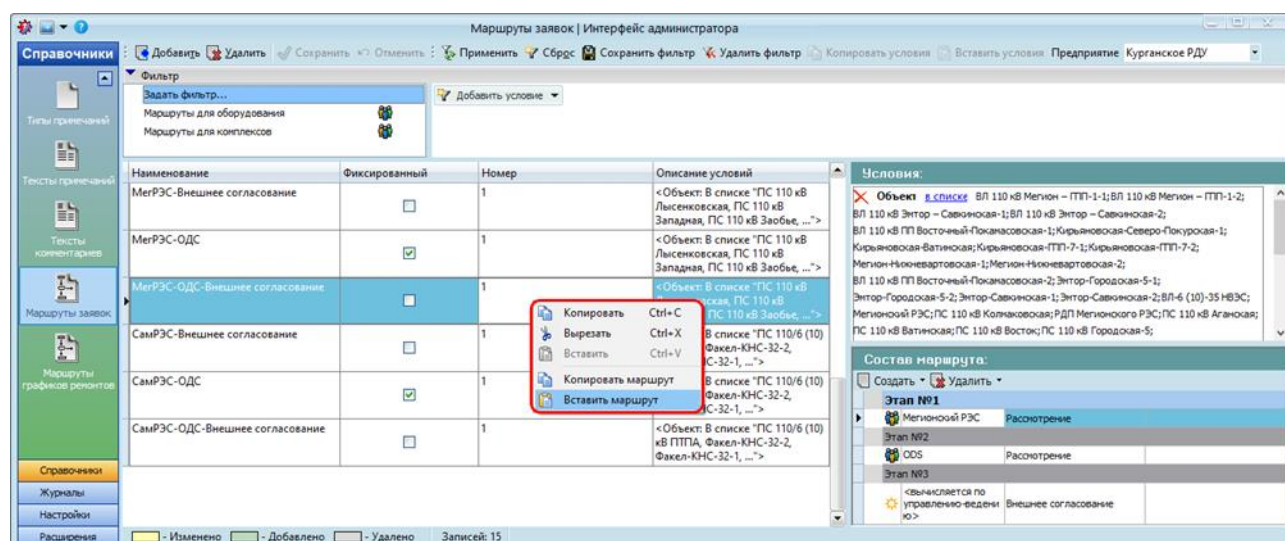 Маршруты заявок | Интерфейс администратора
Справочники
Добавить Удалить Сохранить Отменить Применить Сброс Сохранить фильтр Удалить фильтр Копировать условия Вставить условия Предприятие Курганское РДУ
Типы примечаний
Тексты примечаний
Тексты
комментариев
Маршруты заявок
Маршруты
графиков ремонтов
Справочники
Журналы
Настройки
Расширения
Фильтр
Задать фильтр...
Маршруты для оборудования
Маршруты для комплексов
Добавить условие
Наименование Фиксированный Номер Описание условий
МегРЭС-Внешнее согласование 1 <Объект: В списке "ПС 110 кВ
Лысенковская, ПС 110 кВ
Западная, ПС 110 кВ Заобье, ...">
МегРЭС-ОДС 1 <Объект: В списке "ПС 110 кВ
Лысенковская, ПС 110 кВ
Западная, ПС 110 кВ Заобье, ...">
МегРЭС-ОДС-Внешнее согласование 1 <Объект: В списке "ПС 110 кВ
ская, ПС 110 кВ
ПС 110 кВ Заобье, ...">
СамРЭС-Внешнее согласование 1 В списке "ПС 110/6 (10)
Факел-КНС-32-2,
С-32-1, ...">
СамРЭС-ОДС 1 В списке "ПС 110/6 (10)
Факел-КНС-32-2,
С-32-1, ...">
СамРЭС-ОДС-Внешнее согласование 1 <Объект: В списке "ПС 110/6 (10)
кВ ПТПА, Факел-КНС-32-2,
Факел-КНС-32-1, ...">
Копировать Ctrl+C
Вырезать Ctrl+X
Вставить Ctrl+V
Копировать маршрут
Вставить маршрут
Условия:
Объект в списке ВЛ 110 кВ Мегион – ГПП-1-1;ВЛ 110 кВ Мегион – ГПП-1-2;
ВЛ 110 кВ Энтор – Савкинская-1;ВЛ 110 кВ Энтор – Савкинская-2;
ВЛ 110 кВ ПП Восточный-Покамасовская-1;Кирьяновская-Северо-Покурская-1;
Кирьяновская-Ватинская;Кирьяновская-ГПП-7-1;Кирьяновская-ГПП-7-2;
Мегион-Нижневартовская-1;Мегион-Нижневартовская-2;
ВЛ 110 кВ ПП Восточный-Покамасовская-2;Энтор-Городская-5-1;
Энтор-Городская-5-2;Энтор-Савкинская-1;Энтор-Савкинская-2;ВЛ-6 (10)-35 НВЭС;
Мегионский РЭС;ПС 110 кВ Колмаковская;РДП Мегионского РЭС;ПС 110 кВ Аганская;
ПС 110 кВ Ватинская;ПС 110 кВ Восток;ПС 110 кВ Городская-5;
Состав маршрута:
Создать Удалить
Этап №1
Мегионский РЭС Рассмотрение
Этап №2
ODS Рассмотрение
Этап №3
<вычисляется по
управлению-ведени Внешнее согласование
ю>
- Изменено - Добавлено - Удалено Записей: 15